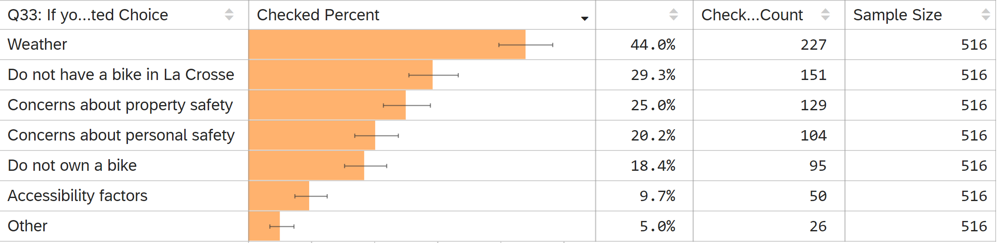 Q33: If yo...ted Choice Checked Percent Check...Count Sample Size
Weather 44.0% 227 516
Do not have a bike in La Crosse 29.3% 151 516
Concerns about property safety 25.0% 129 516
Concerns about personal safety 20.2% 104 516
Do not own a bike 18.4% 95 516
Accessibility factors 9.7% 50 516
Other 5.0% 26 516